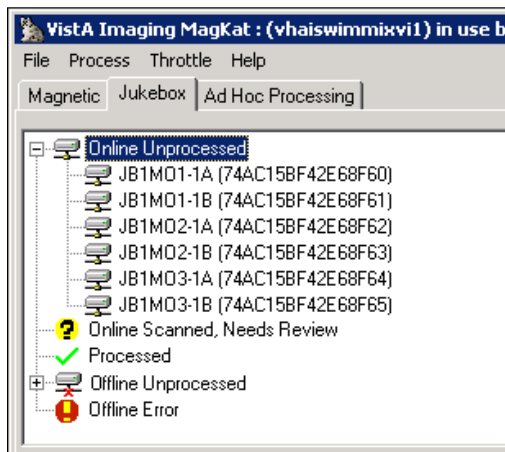 VistA Imaging MagKat : (vhaiswimmixvi1) in use b
File Process Throttle Help
Magnetic Jukebox Ad Hoc Processing
Online Unprocessed
JB1MO1-1A (74AC15BF42E68F60)
JB1MO1-1B (74AC15BF42E68F61)
JB1MO2-1A (74AC15BF42E68F62)
JB1MO2-1B (74AC15BF42E68F63)
JB1MO3-1A (74AC15BF42E68F64)
JB1MO3-1B (74AC15BF42E68F65)
Online Scanned, Needs Review
Processed
Offline Unprocessed
Offline Error